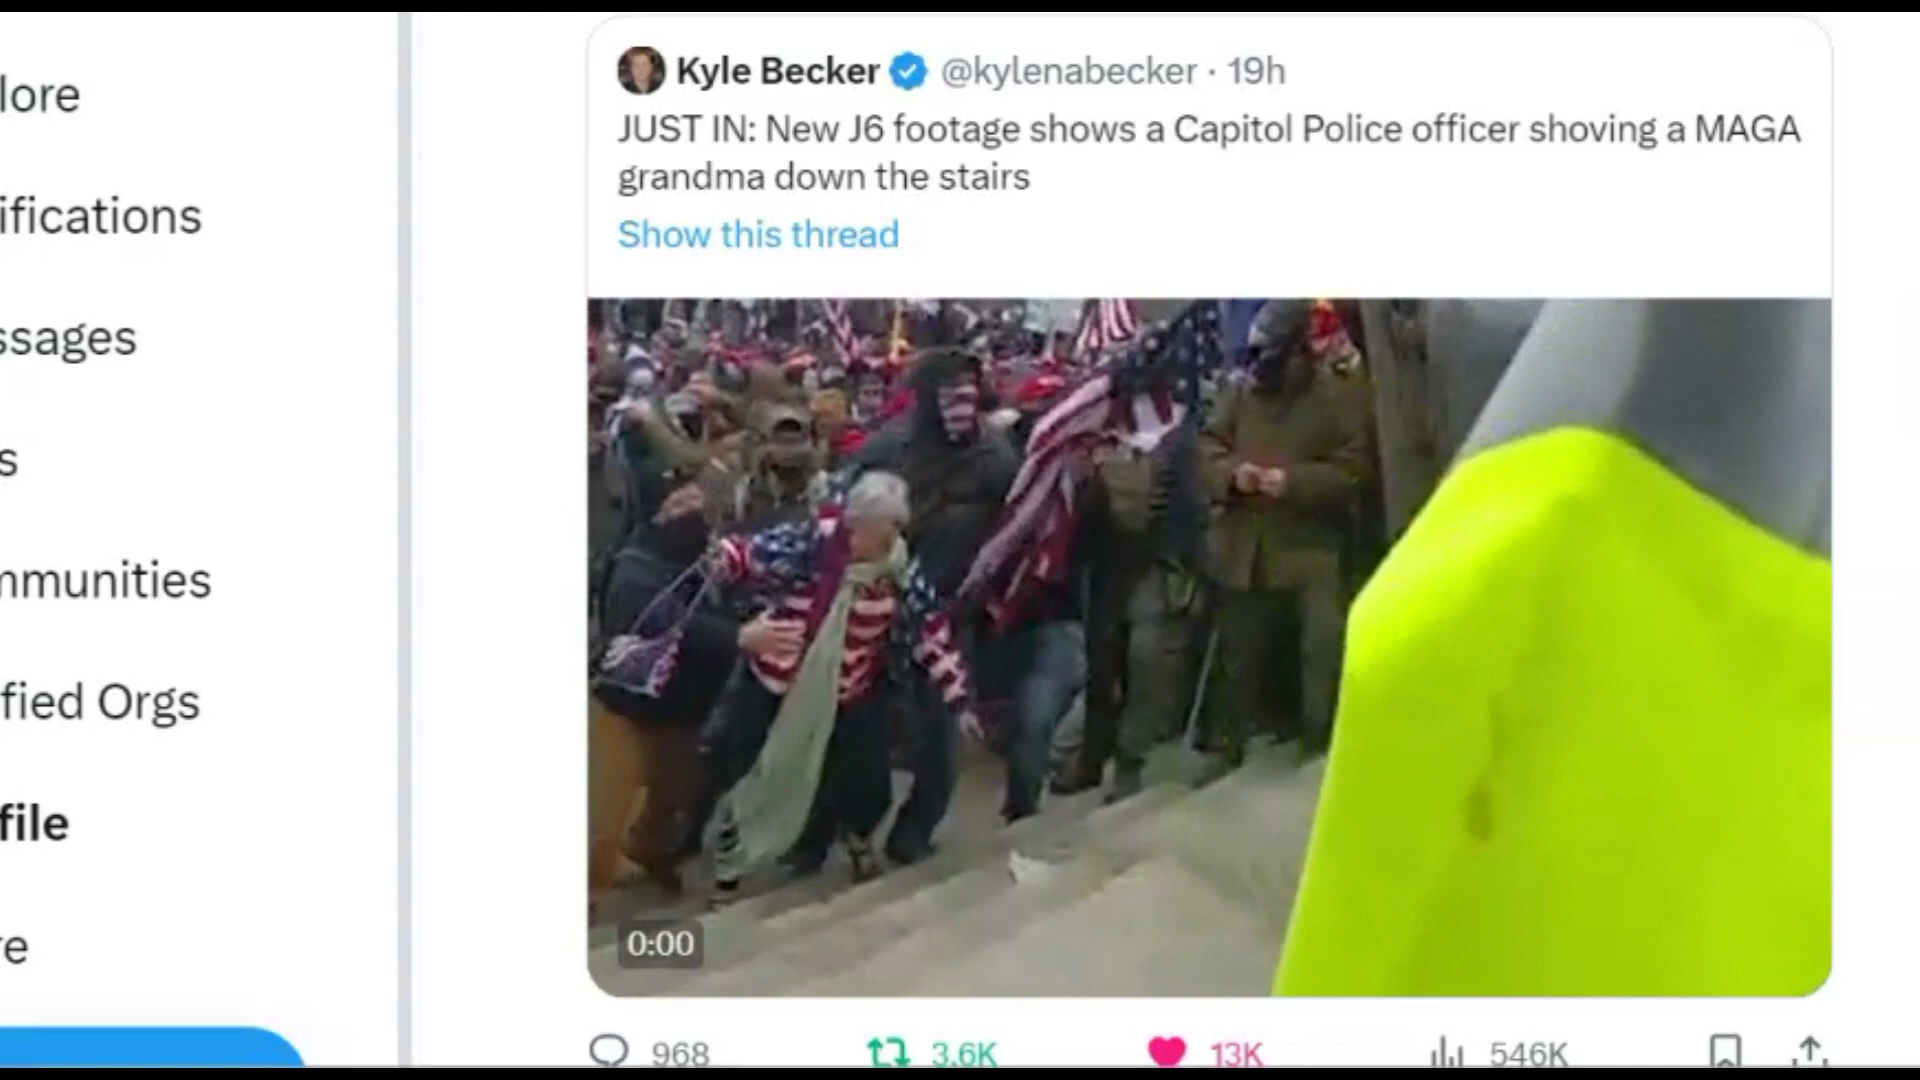 lore
ifications
ssages
s
mmunities
fied Orgs
file
re
Kyle Becker @kylenabecker · 19h
JUST IN: New J6 footage shows a Capitol Police officer shoving a MAGA
grandma down the stairs
Show this thread
0:00
968 3.6K 13K 546K